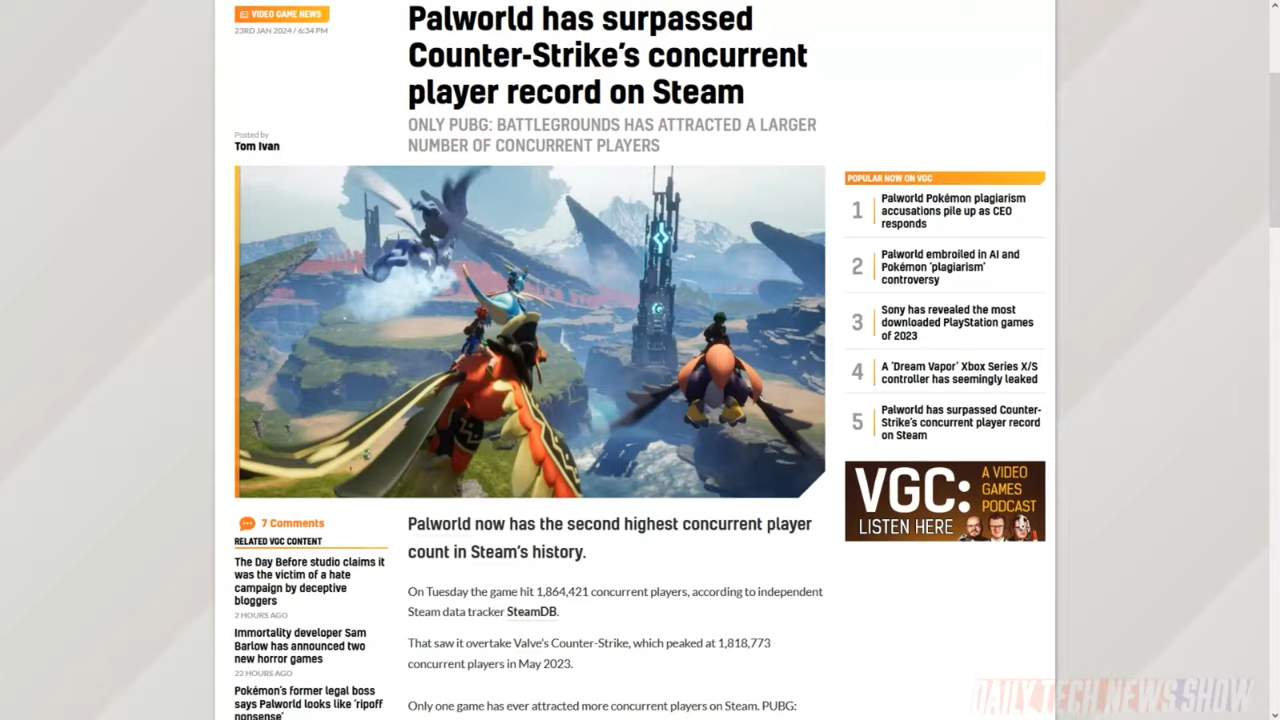 VIDEO GAME NEWS
23RD JAN 2024 / 6:34 PM
Palworld has surpassed
Counter-Strike's concurrent
player record on Steam
ONLY PUBG: BATTLEGROUNDS HAS ATTRACTED A LARGER
NUMBER OF CONCURRENT PLAYERS
Posted by
Tom Ivan
POPULAR NOW ON VGC
1
Palworld Pokémon plagiarism
accusations pile up as CEO
responds
2
Palworld embroiled in AI and
Pokémon 'plagiarism'
controversy
3
Sony has revealed the most
downloaded PlayStation games
of 2023
4
A 'Dream Vapor' Xbox Series X/S
controller has seemingly leaked
5
Palworld has surpassed Counter-
Strike's concurrent player record
on Steam
VGC:
A VIDEO
GAMES
PODCAST
LISTEN HERE
7 Comments
RELATED VGC CONTENT
The Day Before studio claims it
was the victim of a hate
campaign by deceptive
bloggers
2 HOURS AGO
Immortality developer Sam
Barlow has announced two
new horror games
22 HOURS AGO
Pokémon's former legal boss
says Palworld looks like 'ripoff
nonsense'
Palworld now has the second highest concurrent player
count in Steam's history.
On Tuesday the game hit 1,864,421 concurrent players, according to independent
Steam data tracker SteamDB.
That saw it overtake Valve's Counter-Strike, which peaked at 1,818,773
concurrent players in May 2023.
Only one game has ever attracted more concurrent players on Steam. PUBG:
DAILY TECH NEWS SHOW